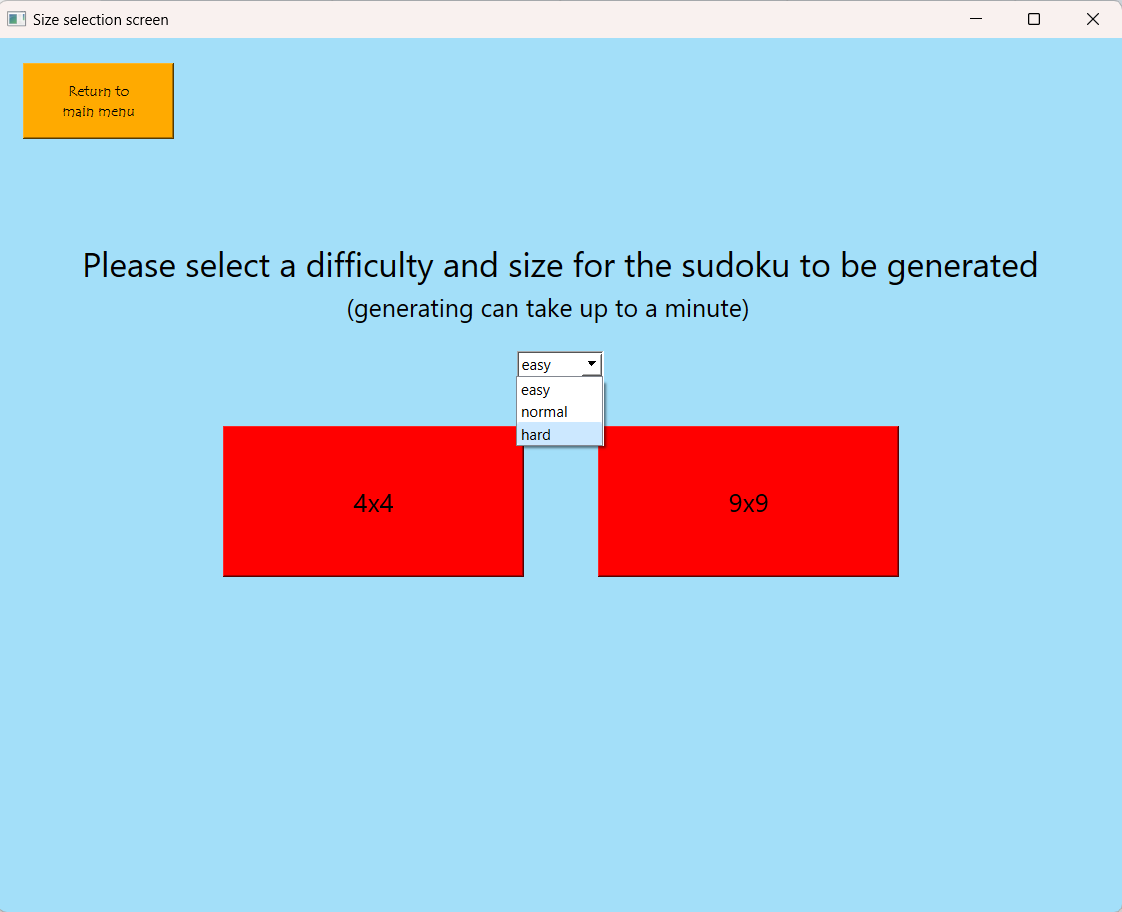 Size selection screen
Return to
main menu
Please select a difficulty and size for the sudoku to be generated
(generating can take up to a minute)
easy
easy
normal
hard
4x4
9x9